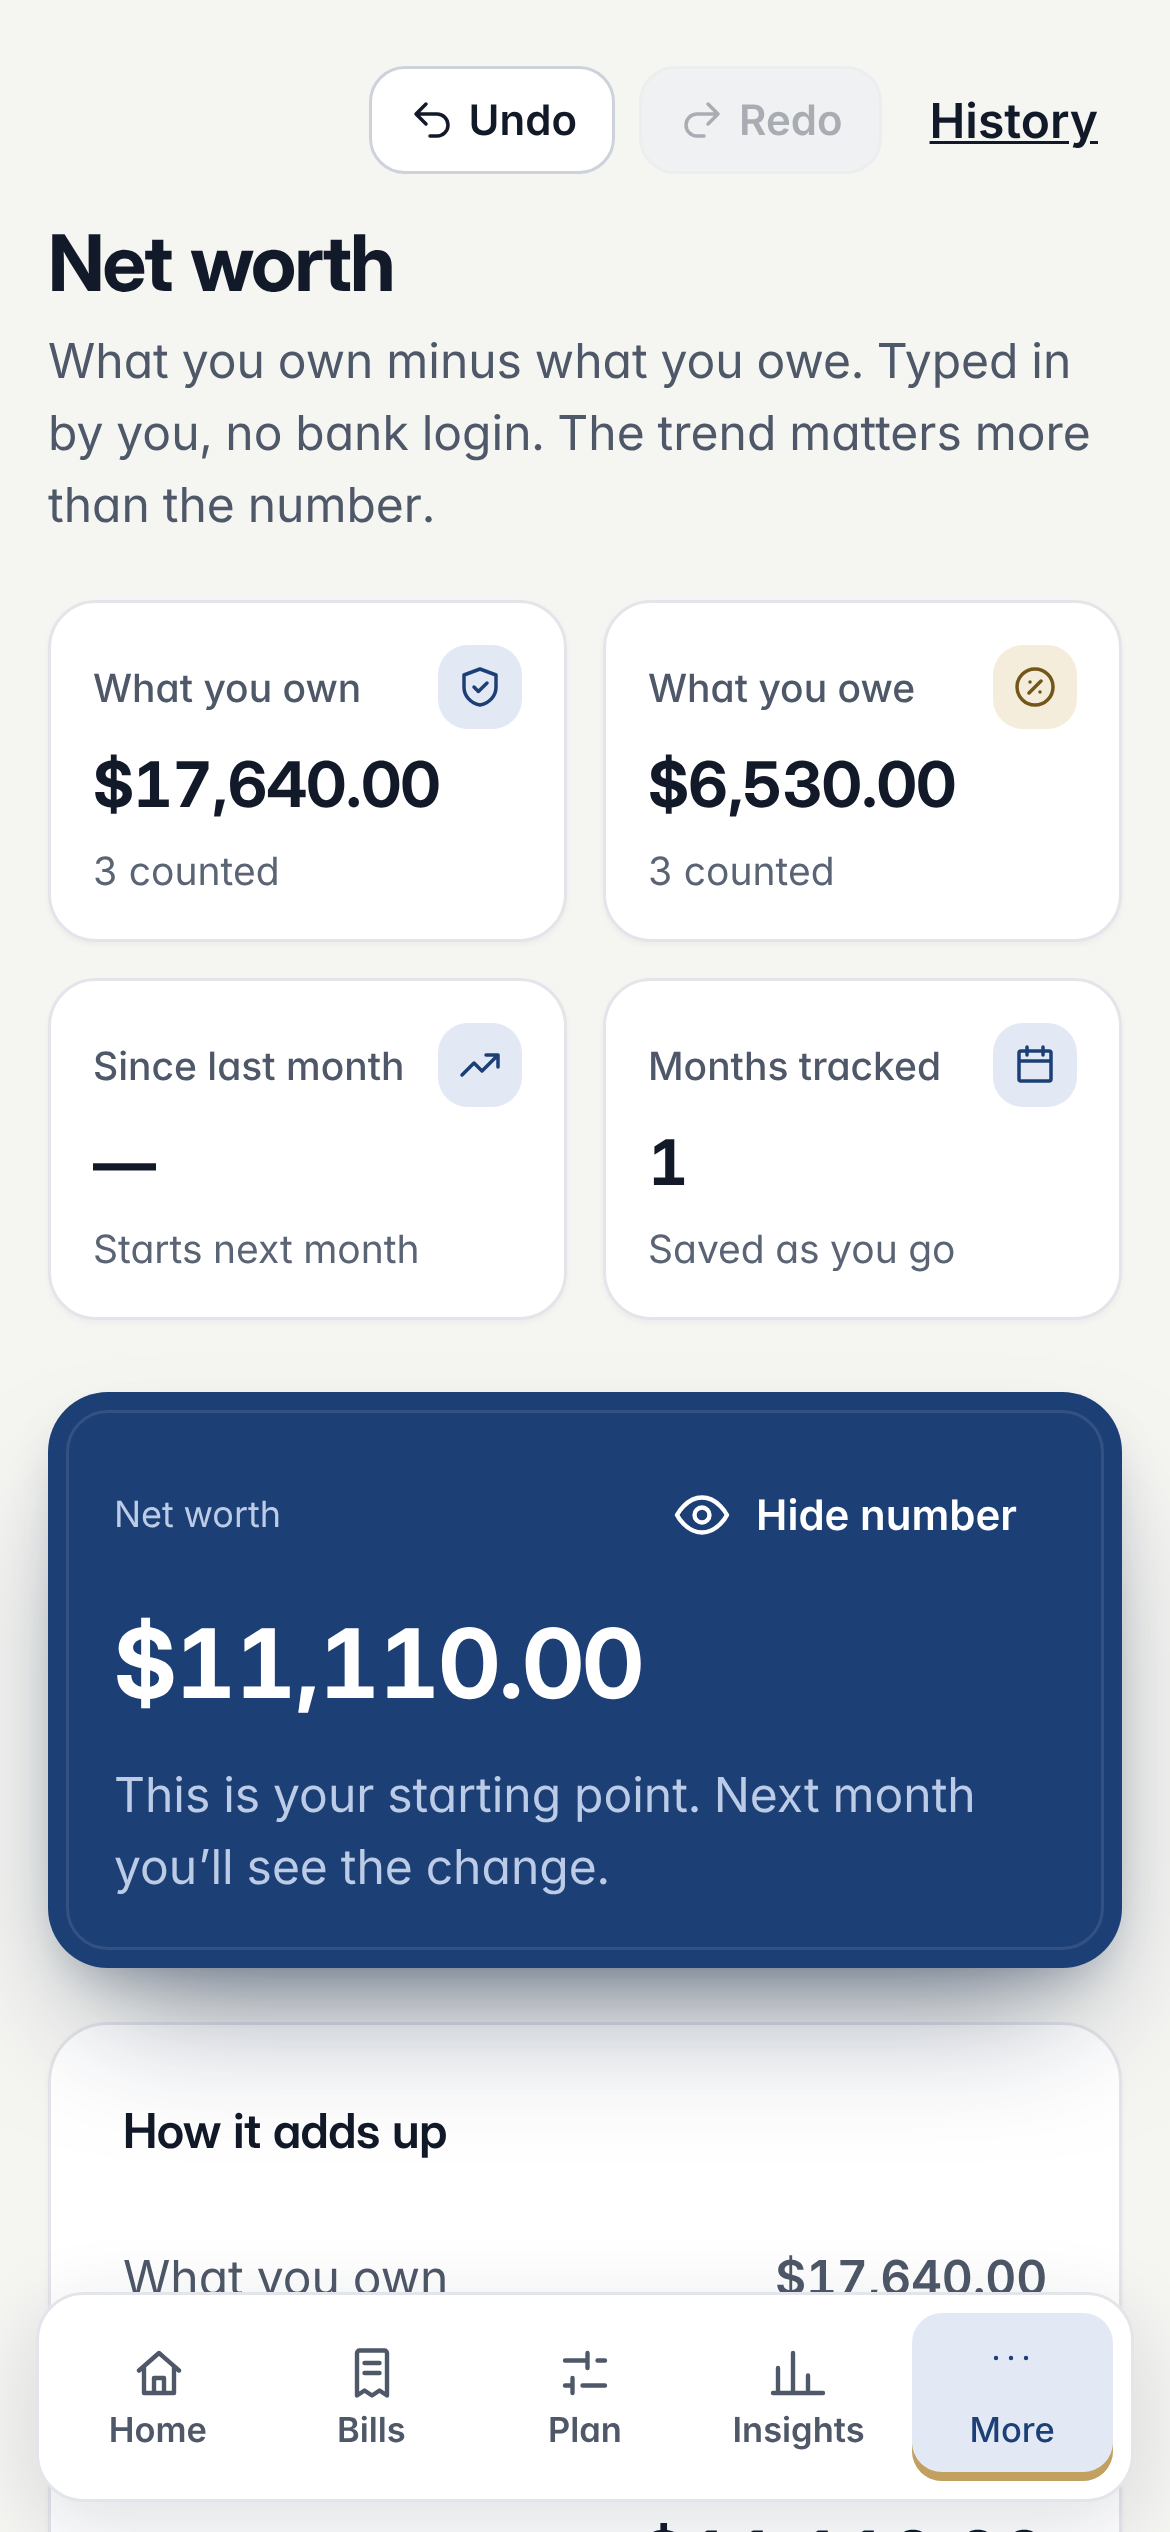 Undo
Redo
History
Net worth
What you own minus what you owe. Typed in
by you, no bank login. The trend matters more
than the number.
What you own
$17,640.00
3 counted
What you owe
$6,530.00
3 counted
Since last month
—
Starts next month
Months tracked
1
Saved as you go
Net worth
Hide number
$11,110.00
This is your starting point. Next month
you’ll see the change.
How it adds up
What you own
$17,640.00
Home
Bills
Plan
Insights
More